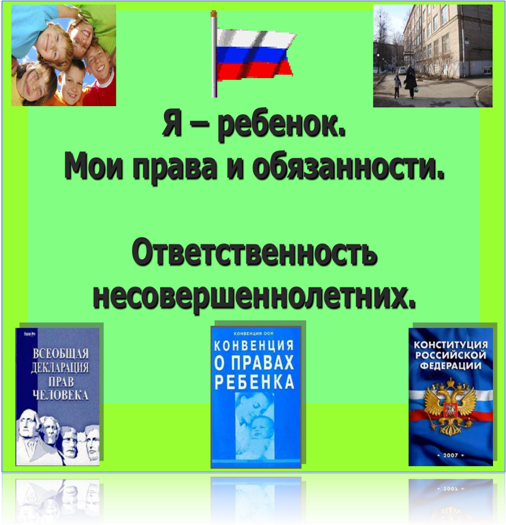 Я – ребенок.
Мои права и обязанности.
Ответственность
несовершеннолетних.
ВСЕОБЩАЯ
ДЕКЛАРАЦИЯ
ПРАВ
ЧЕЛОВЕКА
КОНВЕНЦИЯ ООН
КОНВЕНЦИЯ
О ПРАВАХ
РЕБЕНКА
КОНСТИТУЦИЯ
РОССИЙСКОЙ
ФЕДЕРАЦИИ
• 2007 •